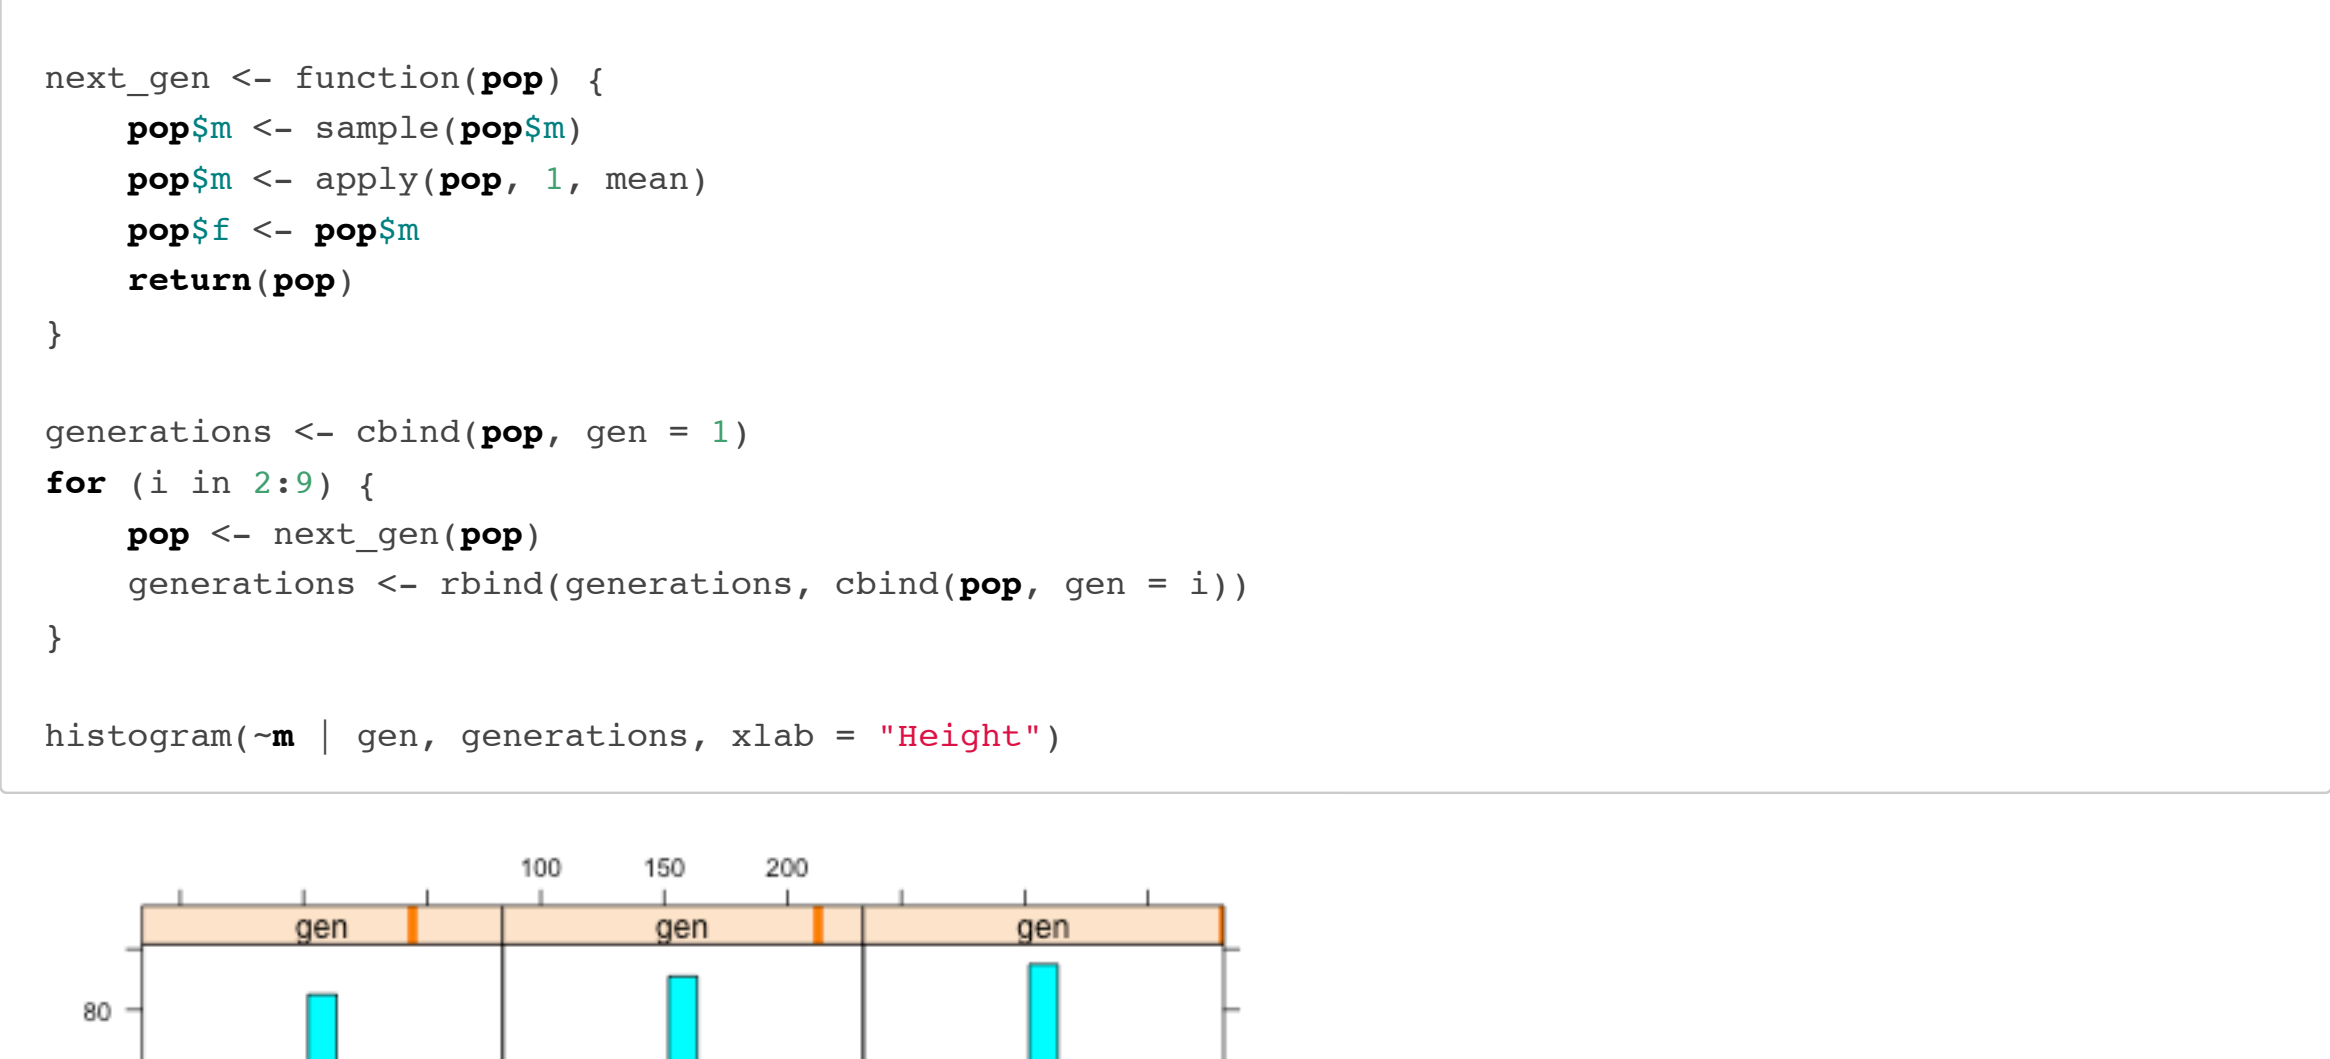 next_gen <- function(pop) {
    pop$m <- sample(pop$m)
    pop$m <- apply(pop, 1, mean)
    pop$f <- pop$m
    return(pop)
}
generations <- cbind(pop, gen = 1)
for (i in 2:9) {
    pop <- next_gen(pop)
    generations <- rbind(generations, cbind(pop, gen = i))
}
histogram(~m | gen, generations, xlab = "Height")
100 150 200
gen gen gen
80